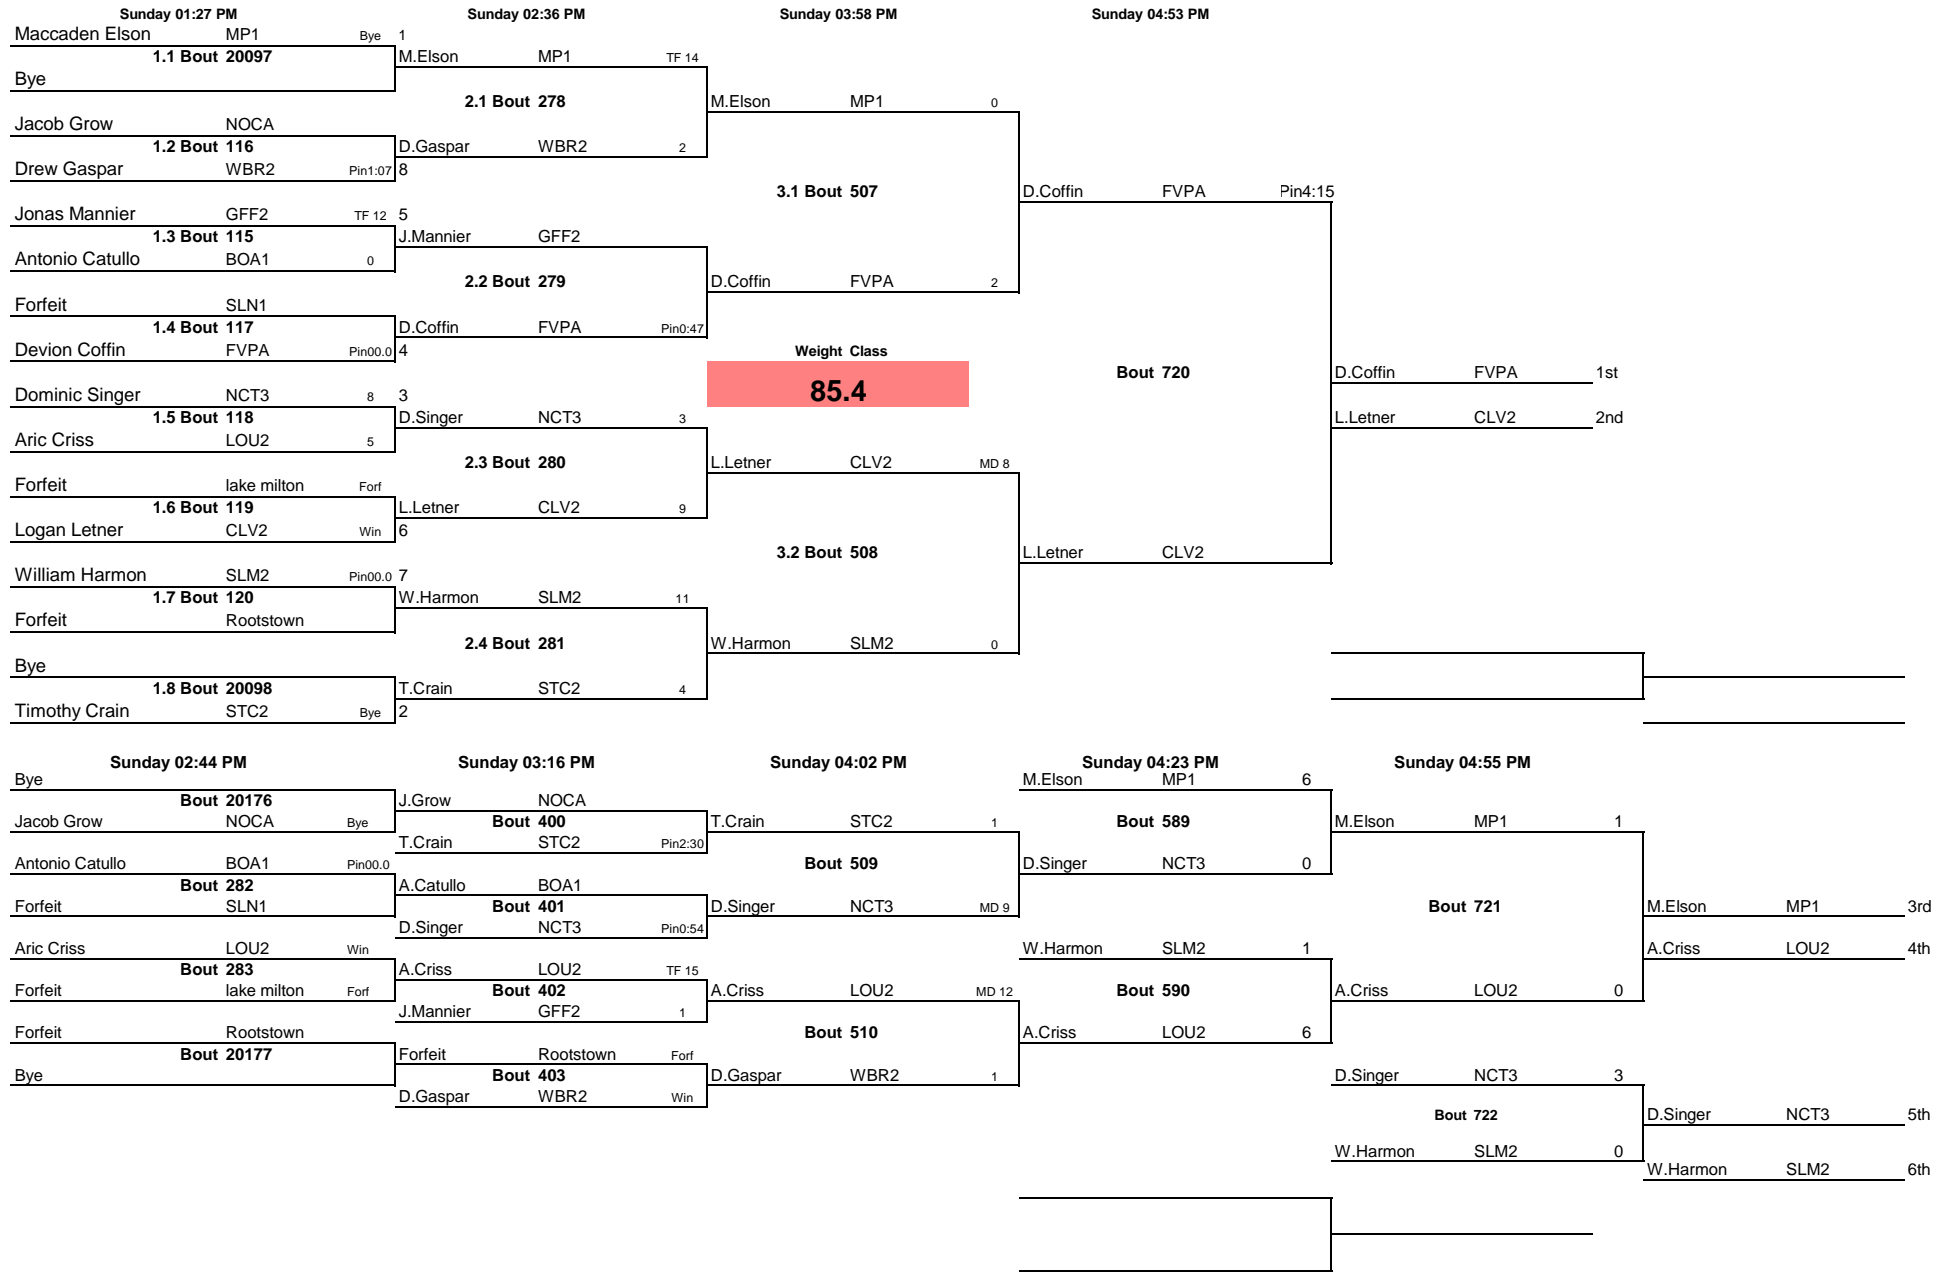 Sunday 01:27 PM Sunday 02:36 PM Sunday 03:58 PM Sunday 04:53 PM
Maccaden Elson MP1 Bye 1
1.1 Bout 20097 M.Elson MP1 TF 14
Bye
2.1 Bout 278 M.Elson MP1 0
Jacob Grow NOCA
1.2 Bout 116 D.Gaspar WBR2 2
Drew Gaspar WBR2 Pin1:07 8
3.1 Bout 507 D.Coffin FVPA Pin4:15
Jonas Mannier GFF2 TF 12 5
1.3 Bout 115 J.Mannier GFF2
Antonio Catullo BOA1 0
2.2 Bout 279 D.Coffin FVPA 2
Forfeit SLN1
1.4 Bout 117 D.Coffin FVPA Pin0:47
Devion Coffin FVPA Pin00.0 4 Weight Class
Bout 720 D.Coffin FVPA 1st
Dominic Singer NCT3 8 3 85.4
1.5 Bout 118 D.Singer NCT3 3 L.Letner CLV2 2nd
Aric Criss LOU2 5
2.3 Bout 280 L.Letner CLV2 MD 8
Forfeit lake milton Forf
1.6 Bout 119 L.Letner CLV2 9
Logan Letner CLV2 Win 6
3.2 Bout 508 L.Letner CLV2
William Harmon SLM2 Pin00.0 7
1.7 Bout 120 W.Harmon SLM2 11
Forfeit Rootstown
2.4 Bout 281 W.Harmon SLM2 0
Bye
1.8 Bout 20098 T.Crain STC2 4
Timothy Crain STC2 Bye 2
Sunday 02:44 PM Sunday 03:16 PM Sunday 04:02 PM Sunday 04:23 PM Sunday 04:55 PM
Bye M.Elson MP1 6
Bout 20176 J.Grow NOCA
Jacob Grow NOCA Bye Bout 400 T.Crain STC2 1 Bout 589 M.Elson MP1 1
T.Crain STC2 Pin2:30
Antonio Catullo BOA1 Pin00.0 Bout 509 D.Singer NCT3 0
Bout 282 A.Catullo BOA1
Forfeit SLN1 Bout 401 D.Singer NCT3 MD 9 Bout 721 M.Elson MP1 3rd
D.Singer NCT3 Pin0:54
Aric Criss LOU2 Win W.Harmon SLM2 1 A.Criss LOU2 4th
Bout 283 A.Criss LOU2 TF 15
Forfeit lake milton Forf Bout 402 A.Criss LOU2 MD 12 Bout 590 A.Criss LOU2 0
J.Mannier GFF2 1
Forfeit Rootstown Bout 510 A.Criss LOU2 6
Bout 20177 Forfeit Rootstown Forf
Bye Bout 403 D.Gaspar WBR2 1 D.Singer NCT3 3
D.Gaspar WBR2 Win
Bout 722 D.Singer NCT3 5th
W.Harmon SLM2 0
W.Harmon SLM2 6th